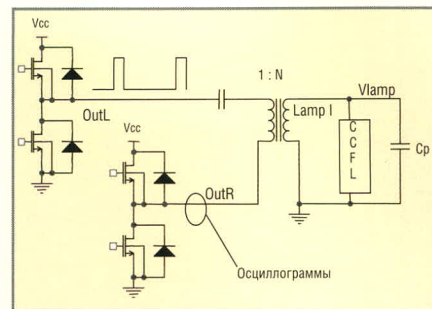 Vcc
OutL
1 : N
Lamp I
Vlamp
CCFL
Cp
Vcc
OutR
Осциллограммы